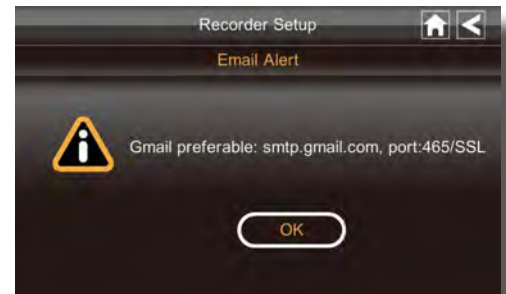 Recorder Setup
Email Alert
Gmail preferable: smtp.gmail.com, port:465/SSL
OK